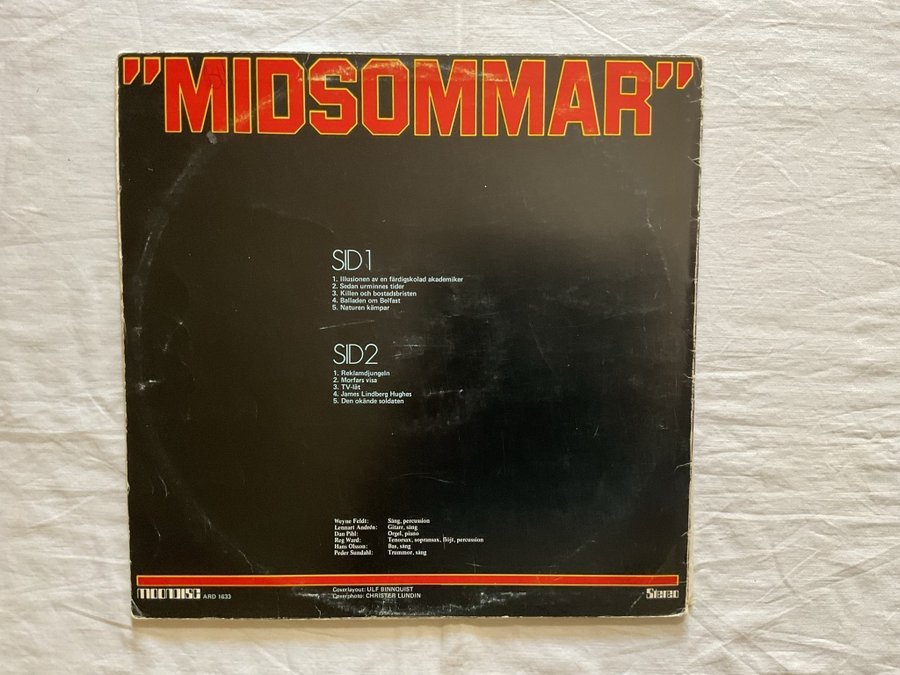 "MIDSOMMAR"
SID 1
1. Illusionen av en färdigskolad akademiker
2. Sedan urminnes tider
3. Killen och bostadsbristen
4. Balladen om Belfast
5. Naturen kämpar
SID 2
1. Reklamdjungeln
2. Morfars visa
3. TV-låt
4. James Lindberg Hughes
5. Den okände soldaten
Weyne Feldt: Sång, percussion
Lennart Andrén: Gitarr, sång
Dan Pihl: Orgel, piano
Reg Ward: Tenorsax, sopransax, flöjt, percussion
Hans Olsson: Bas, sång
Peder Sundahl: Trummor, sång
MOONDISC ARD 1633
Coverlayout: ULF BINNQUIST
Coverphoto: CHRISTER LUNDIN
Stereo